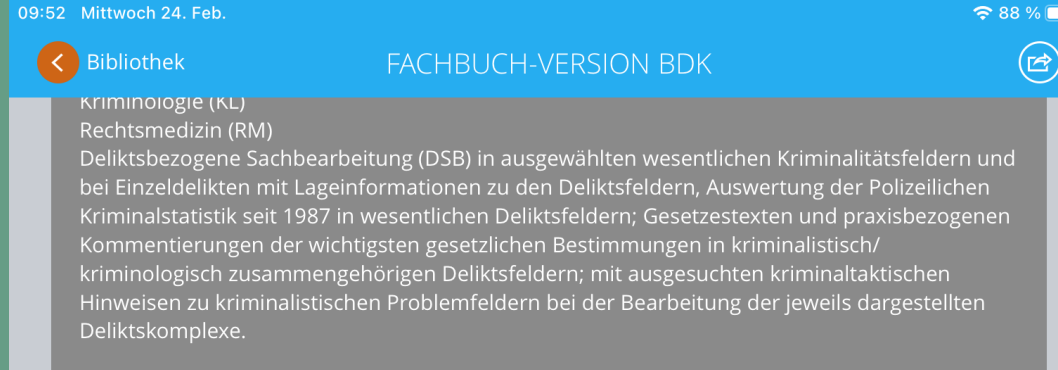 09:52 Mittwoch 24. Feb. 88 %
Bibliothek FACHBUCH-VERSION BDK
Kriminologie (KL)
Rechtsmedizin (RM)
Deliktsbezogene Sachbearbeitung (DSB) in ausgewählten wesentlichen Kriminalitätsfeldern und
bei Einzeldelikten mit Lageinformationen zu den Deliktsfeldern, Auswertung der Polizeilichen
Kriminalstatistik seit 1987 in wesentlichen Deliktsfeldern; Gesetzestexten und praxisbezogenen
Kommentierungen der wichtigsten gesetzlichen Bestimmungen in kriminalistisch/
kriminologisch zusammengehörigen Deliktsfeldern; mit ausgesuchten kriminaltaktischen
Hinweisen zu kriminalistischen Problemfeldern bei der Bearbeitung der jeweils dargestellten
Deliktskomplexe.